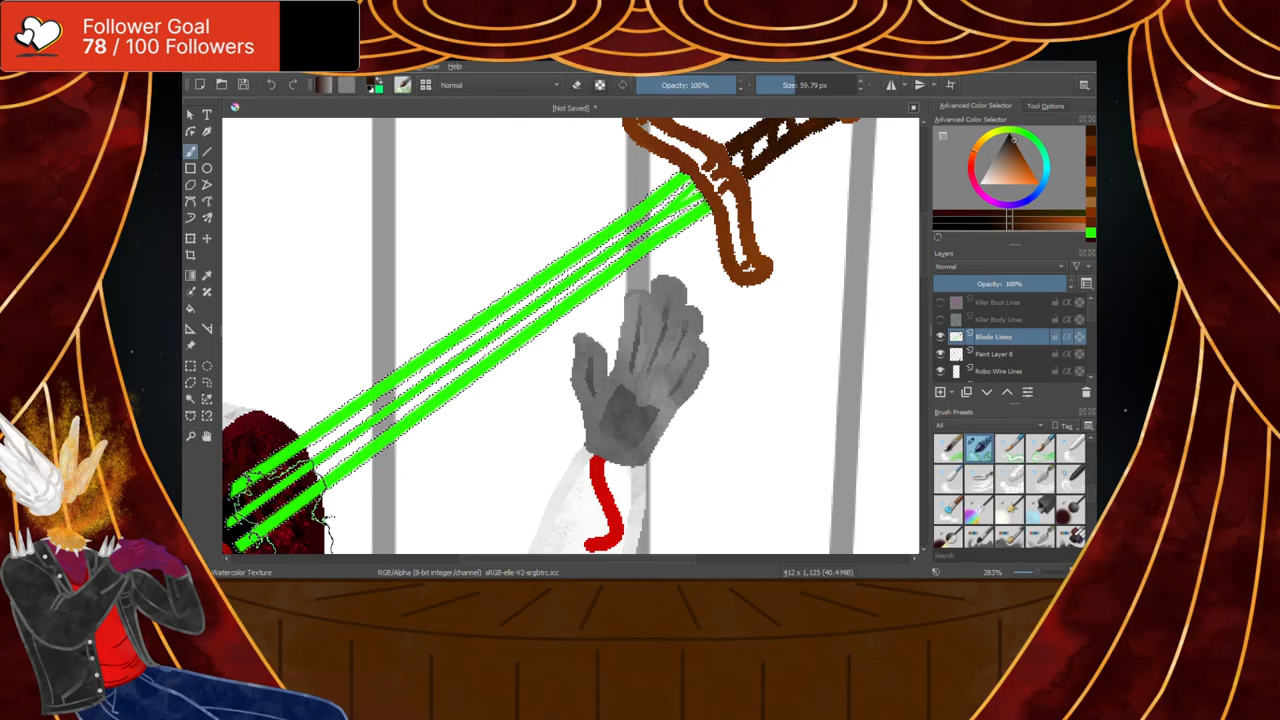 Follower Goal
78 / 100 Followers
Help
Normal
Opacity: 100%
Size: 59.79 px
[Not Saved] *
Advanced Color Selector
Tool Options
Advanced Color Selector
Layers
Normal
Opacity: 100%
Killer Boot Lines
Killer Body Lines
Blade Lines
Paint Layer 8
Robo Wire Lines
Brush Presets
All
Tag
Search
Watercolor Texture
RGB/Alpha (8-bit integer/channel) sRGB-elle-V2-srgbtrc.icc
412 x 1,125 (40.4 MiB)
283%